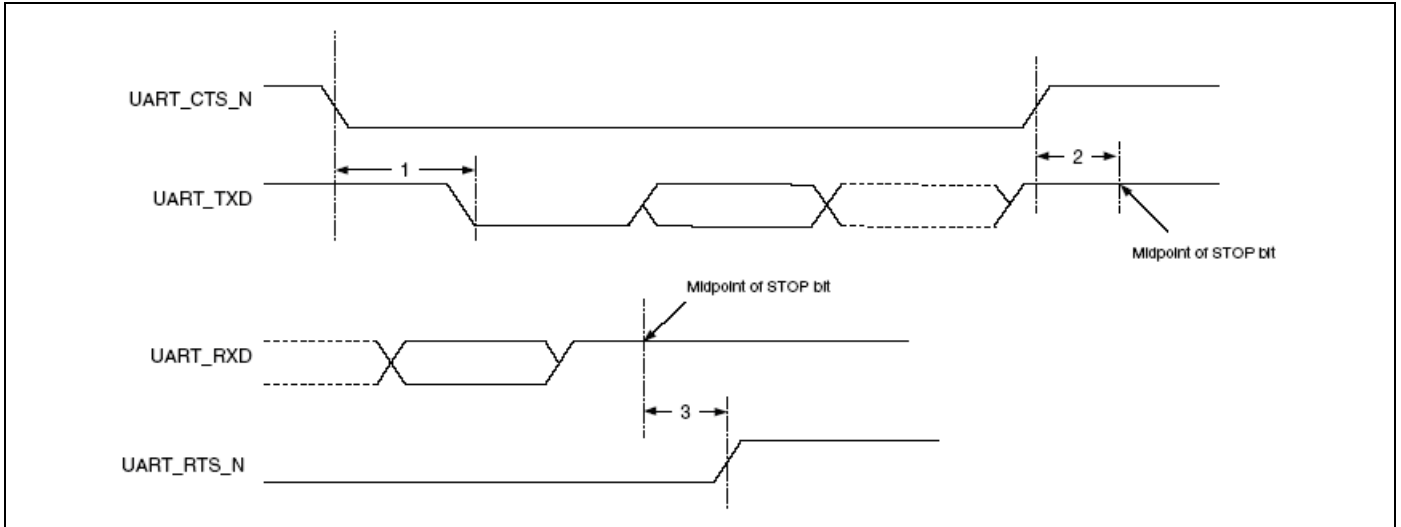 UART_CTS_N
1
2
UART_TXD
Midpoint of STOP bit
Midpoint of STOP bit
UART_RXD
3
UART_RTS_N